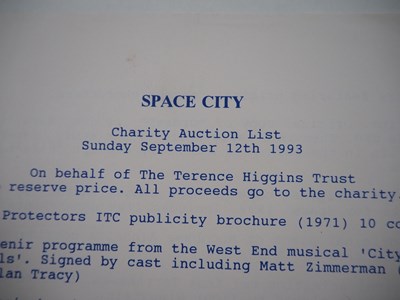 SPACE CITY
Charity Auction List
Sunday September 12th 1993
On behalf of The Terence Higgins Trust
reserve price. All proceeds go to the charity.
Protectors ITC publicity brochure (1971) 10 co
enir programme from the West End musical 'City
ls'. Signed by cast including Matt Zimmerman (
lan Tracy)